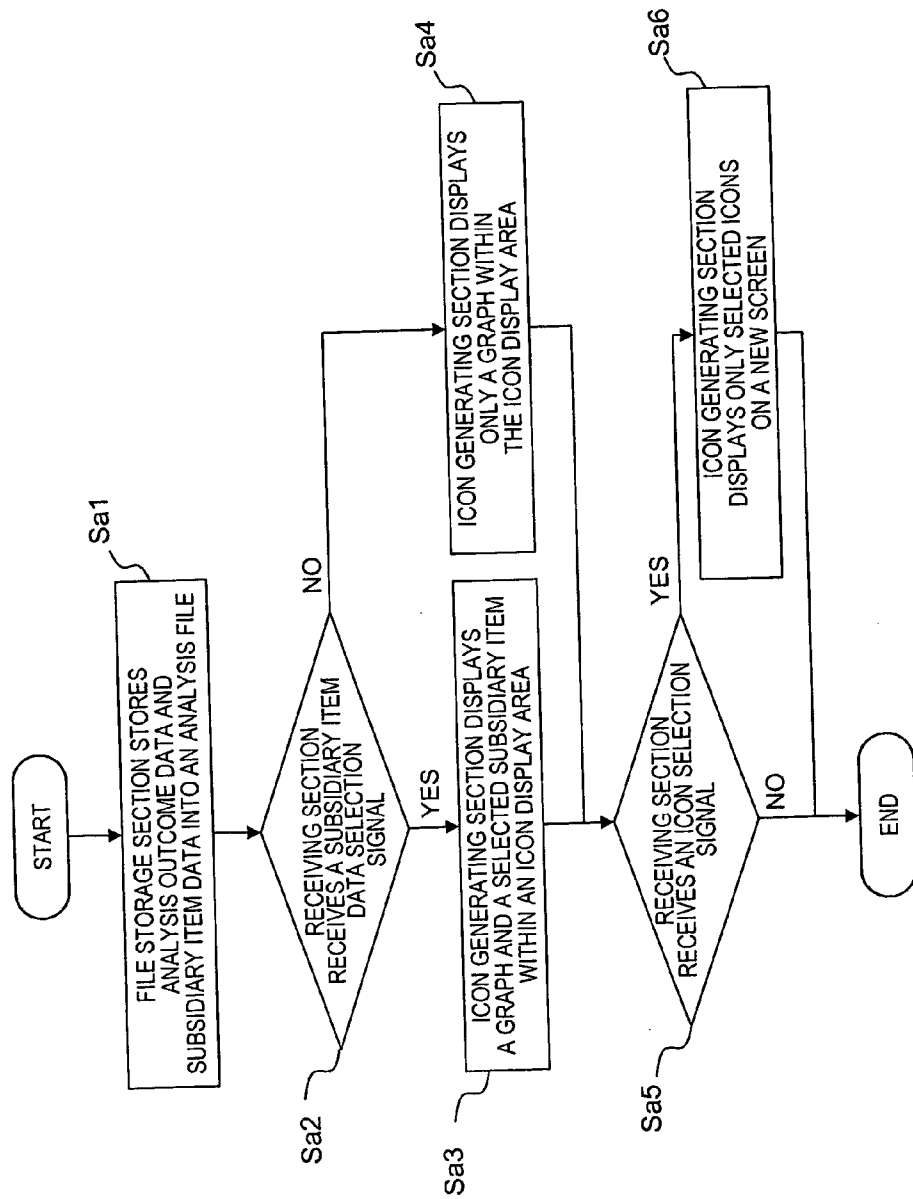 START
Sa1
FILE STORAGE SECTION STORES
ANALYSIS OUTCOME DATA AND
SUBSIDIARY ITEM DATA INTO AN ANALYSIS FILE
Sa2
RECEIVING SECTION
RECEIVES A SUBSIDIARY ITEM
DATA SELECTION
SIGNAL
NO
YES
Sa3
ICON GENERATING SECTION DISPLAYS
A GRAPH AND A SELECTED SUBSIDIARY ITEM
WITHIN AN ICON DISPLAY AREA
Sa4
ICON GENERATING SECTION DISPLAYS
ONLY A GRAPH WITHIN
THE ICON DISPLAY AREA
Sa5
RECEIVING SECTION
RECEIVES AN ICON SELECTION
SIGNAL
YES
NO
Sa6
ICON GENERATING SECTION
DISPLAYS ONLY SELECTED ICONS
ON A NEW SCREEN
END